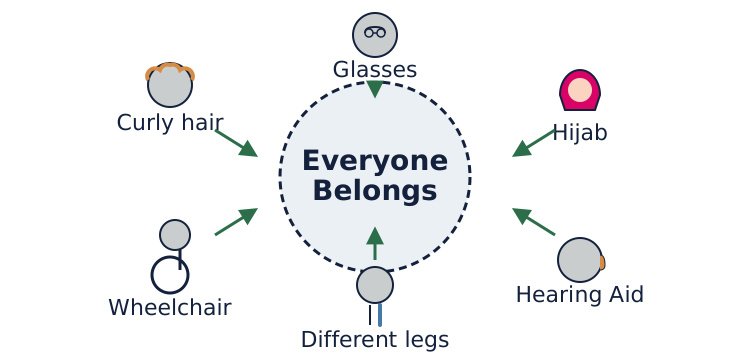 Glasses
Curly hair
Hijab
Everyone
Belongs
Wheelchair
Hearing Aid
Different legs